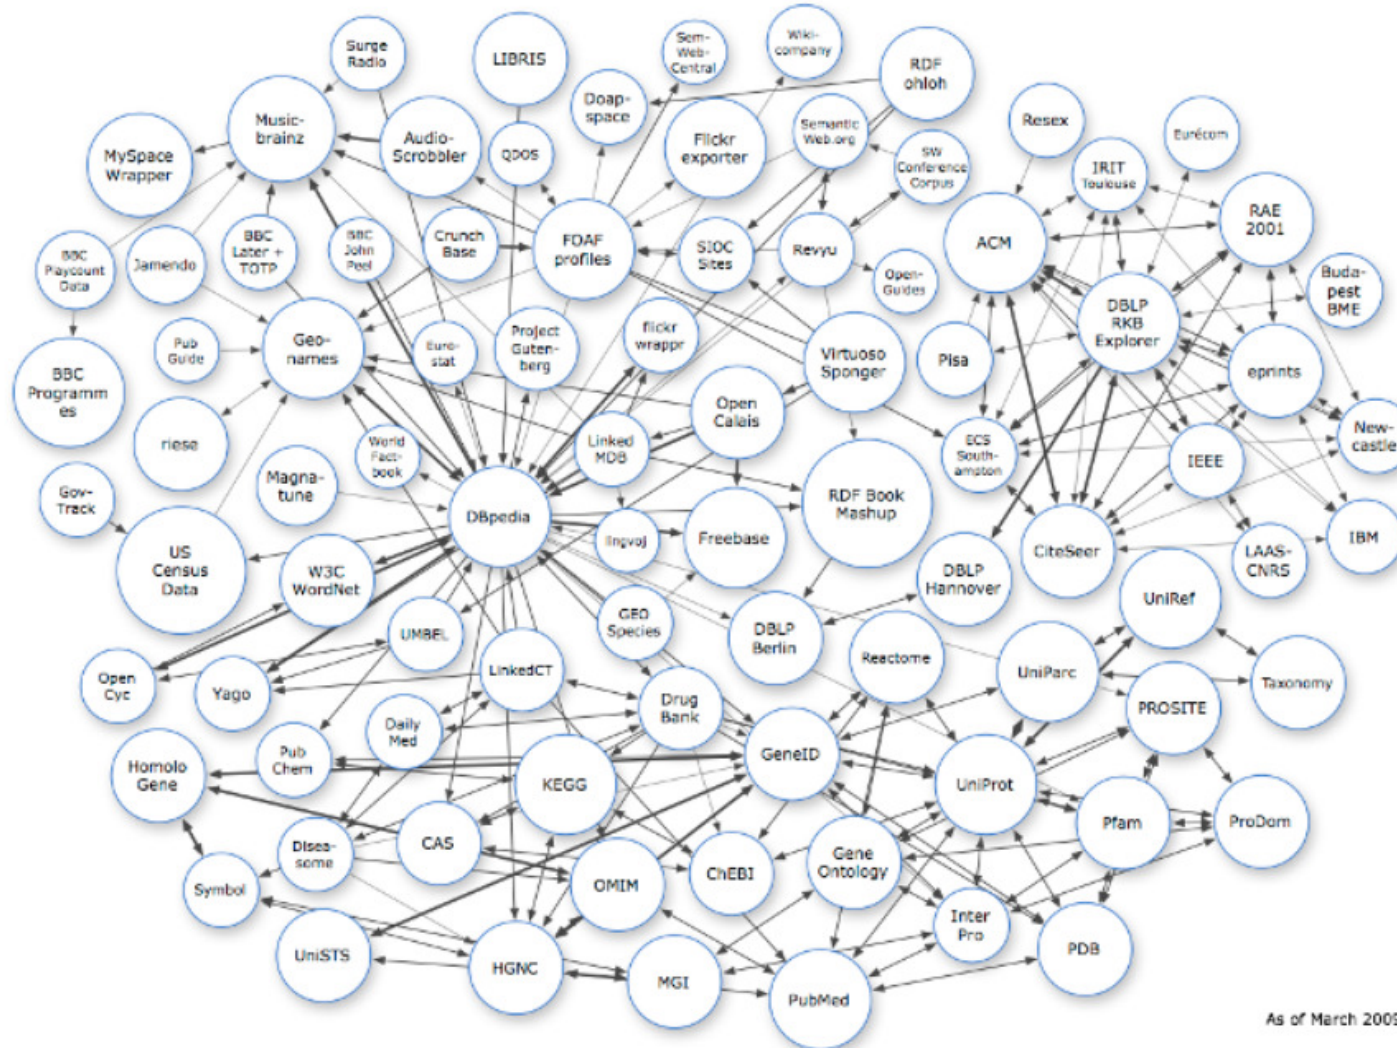 Surge
Radio
LIBRIS
Sem-
Web-
Central
Wiki-
company
RDF
ohloh
Music-
brainz
Audio-
Scrobbler
QDOS
Doap-
space
Flickr
exporter
Semantic
Web.org
SW
Conference
Corpus
Resex
Eurécom
MySpace
Wrapper
IRIT
Toulouse
RAE
2001
BBC
Playcount
Data
Jamendo
BBC
Later +
TOTP
BBC
John
Peel
Crunch
Base
FOAF
profiles
SIOC
Sites
Revyu
Open-
Guides
ACM
DBLP
RKB
Explorer
Buda-
pest
BME
Pub
Guide
Geo-
names
Euro-
stat
Project
Guten-
berg
flickr
wrappr
Virtuoso
Sponger
Pisa
eprints
BBC
Programm
es
riese
World
Fact-
book
Linked
MDB
Open
Calais
ECS
South-
ampton
IEEE
New-
castle
Gov-
Track
Magna-
tune
DBpedia
lingvoj
Freebase
RDF Book
Mashup
CiteSeer
LAAS-
CNRS
IBM
US
Census
Data
W3C
WordNet
DBLP
Hannover
UniRef
UMBEL
GEO
Species
DBLP
Berlin
Reactome
UniParc
Taxonomy
Open
Cyc
Yago
LinkedCT
Drug
Bank
PROSITE
Daily
Med
Homolo
Gene
Pub
Chem
KEGG
GeneID
UniProt
Pfam
ProDom
Disea-
some
CAS
OMIM
ChEBI
Gene
Ontology
Symbol
Inter
Pro
UniSTS
HGNC
MGI
PubMed
PDB
As of March 2009